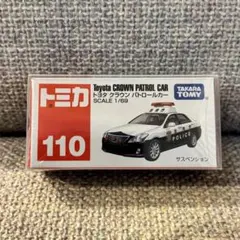 トミカ
Toyota CROWN PATROL CAR
トヨタ クラウン パトロールカー
SCALE 1/69
TAKARA
TOMY
110
POLICE
サスペンション